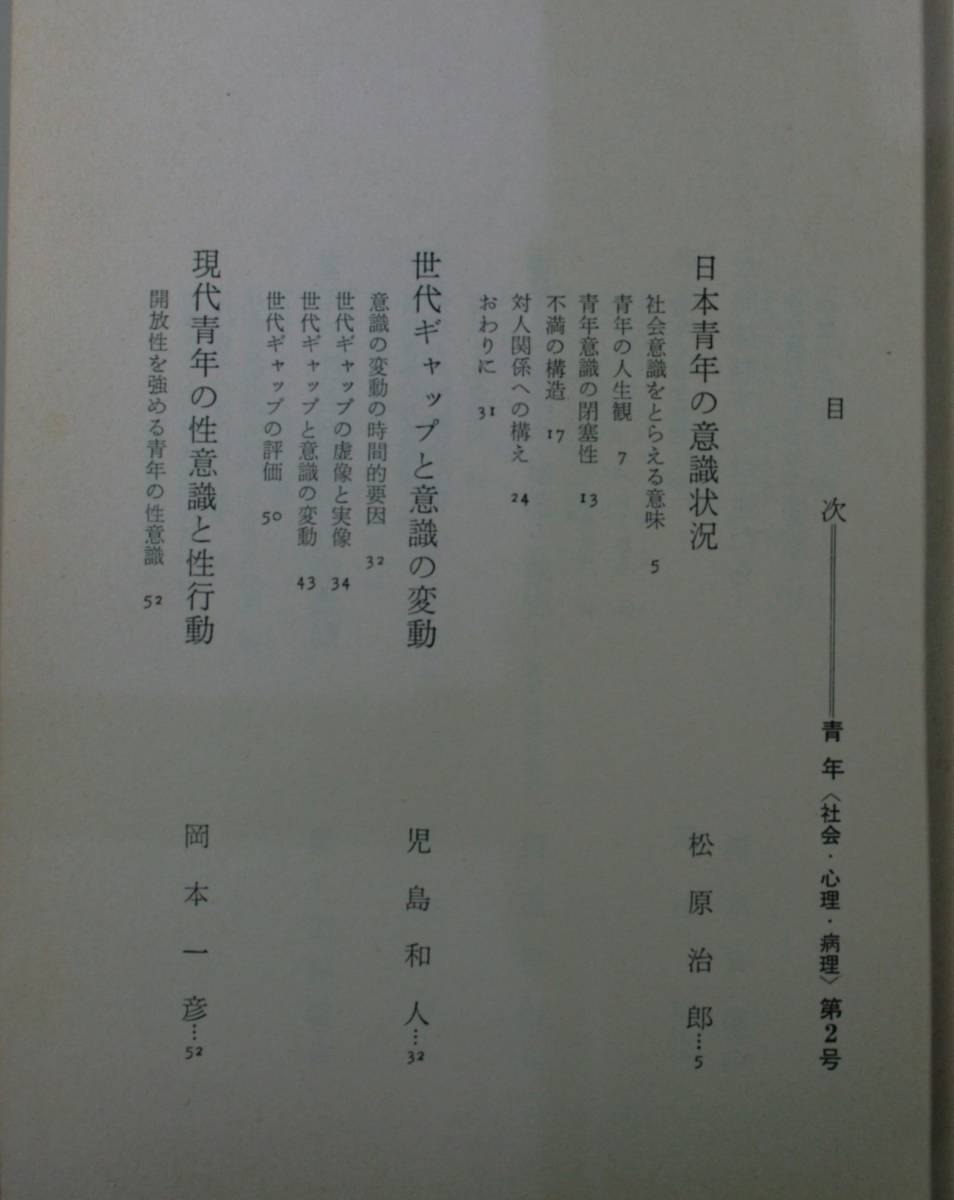 目次 青年〈社会・心理・病理〉第2号
日本青年の意識状況 松原治郎…5
社会意識をとらえる意味 5
青年の人生観 7
青年意識の閉塞性 13
不満の構造 17
対人関係への構え 24
おわりに 31
世代ギャップと意識の変動 児島和人…32
意識の変動の時間的要因 32
世代ギャップの虚像と実像 34
世代ギャップと意識の変動 43
世代ギャップの評価 50
現代青年の性意識と性行動 岡本一彦…52
開放性を強める青年の性意識 52